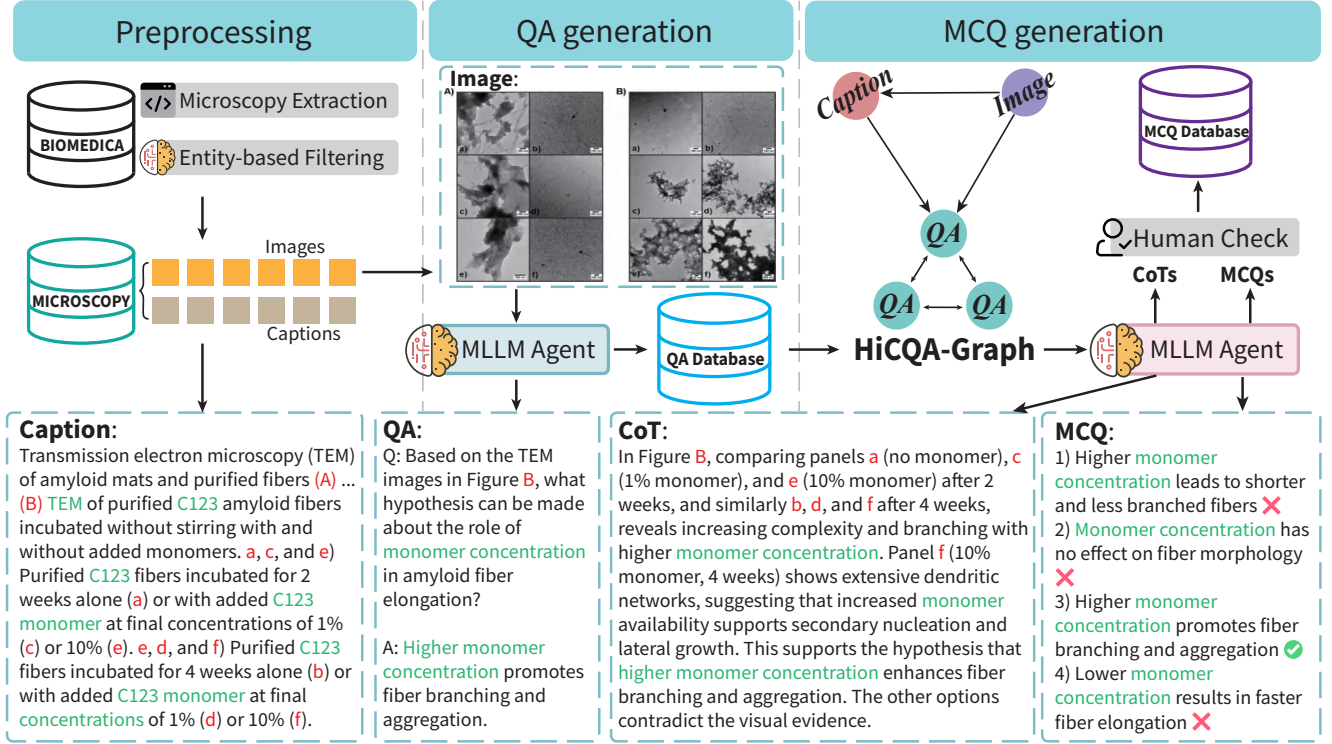 Preprocessing
QA generation
MCQ generation
BIOMEDICA
</> Microscopy Extraction
Entity-based Filtering
MICROSCOPY
Images
Captions
Image:
A)
B)
a)
b)
a)
b)
c)
d)
c)
d)
e)
f)
e)
f)
MLLM Agent
QA Database
Caption
Image
QA
QA
QA
HiCQA-Graph
MCQ Database
Human Check
CoTs
MCQs
MLLM Agent
Caption:
Transmission electron microscopy (TEM)
of amyloid mats and purified fibers (A) ...
(B) TEM of purified C123 amyloid fibers
incubated without stirring with and
without added monomers. a, c, and e)
Purified C123 fibers incubated for 2
weeks alone (a) or with added C123
monomer at final concentrations of 1%
(c) or 10% (e). e, d, and f) Purified C123
fibers incubated for 4 weeks alone (b) or
with added C123 monomer at final
concentrations of 1% (d) or 10% (f).
QA:
Q: Based on the TEM
images in Figure B, what
hypothesis can be made
about the role of
monomer concentration
in amyloid fiber
elongation?
A: Higher monomer
concentration promotes
fiber branching and
aggregation.
CoT:
In Figure B, comparing panels a (no monomer), c
(1% monomer), and e (10% monomer) after 2
weeks, and similarly b, d, and f after 4 weeks,
reveals increasing complexity and branching with
higher monomer concentration. Panel f (10%
monomer, 4 weeks) shows extensive dendritic
networks, suggesting that increased monomer
availability supports secondary nucleation and
lateral growth. This supports the hypothesis that
higher monomer concentration enhances fiber
branching and aggregation. The other options
contradict the visual evidence.
MCQ:
1) Higher monomer
concentration leads to shorter
and less branched fibers
2) Monomer concentration has
no effect on fiber morphology
3) Higher monomer
concentration promotes fiber
branching and aggregation
4) Lower monomer
concentration results in faster
fiber elongation